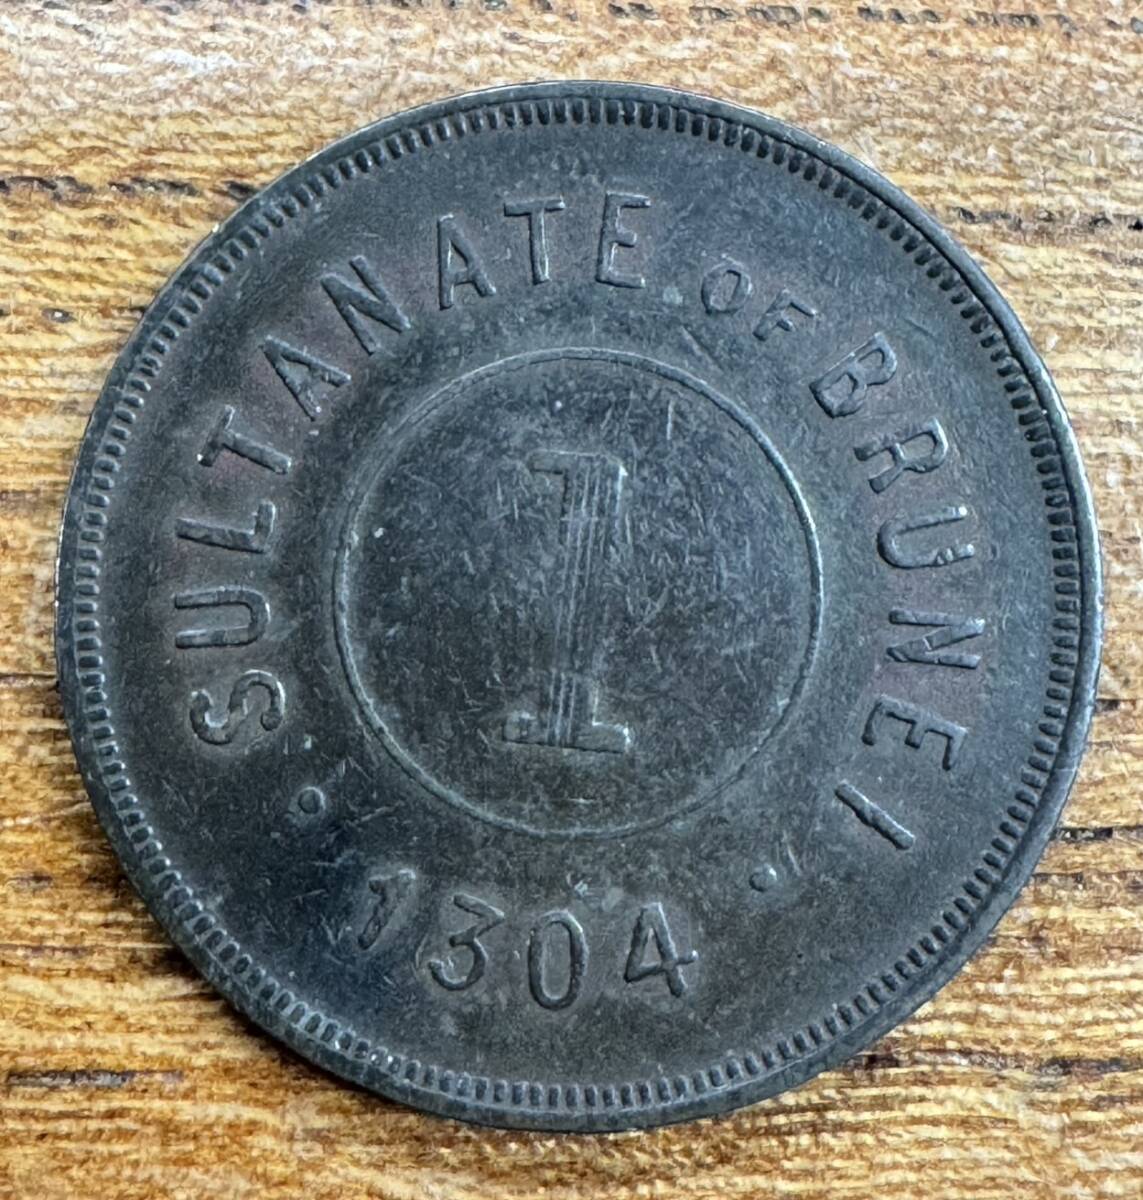 SULTANATE OF BRUNEI
1
1304